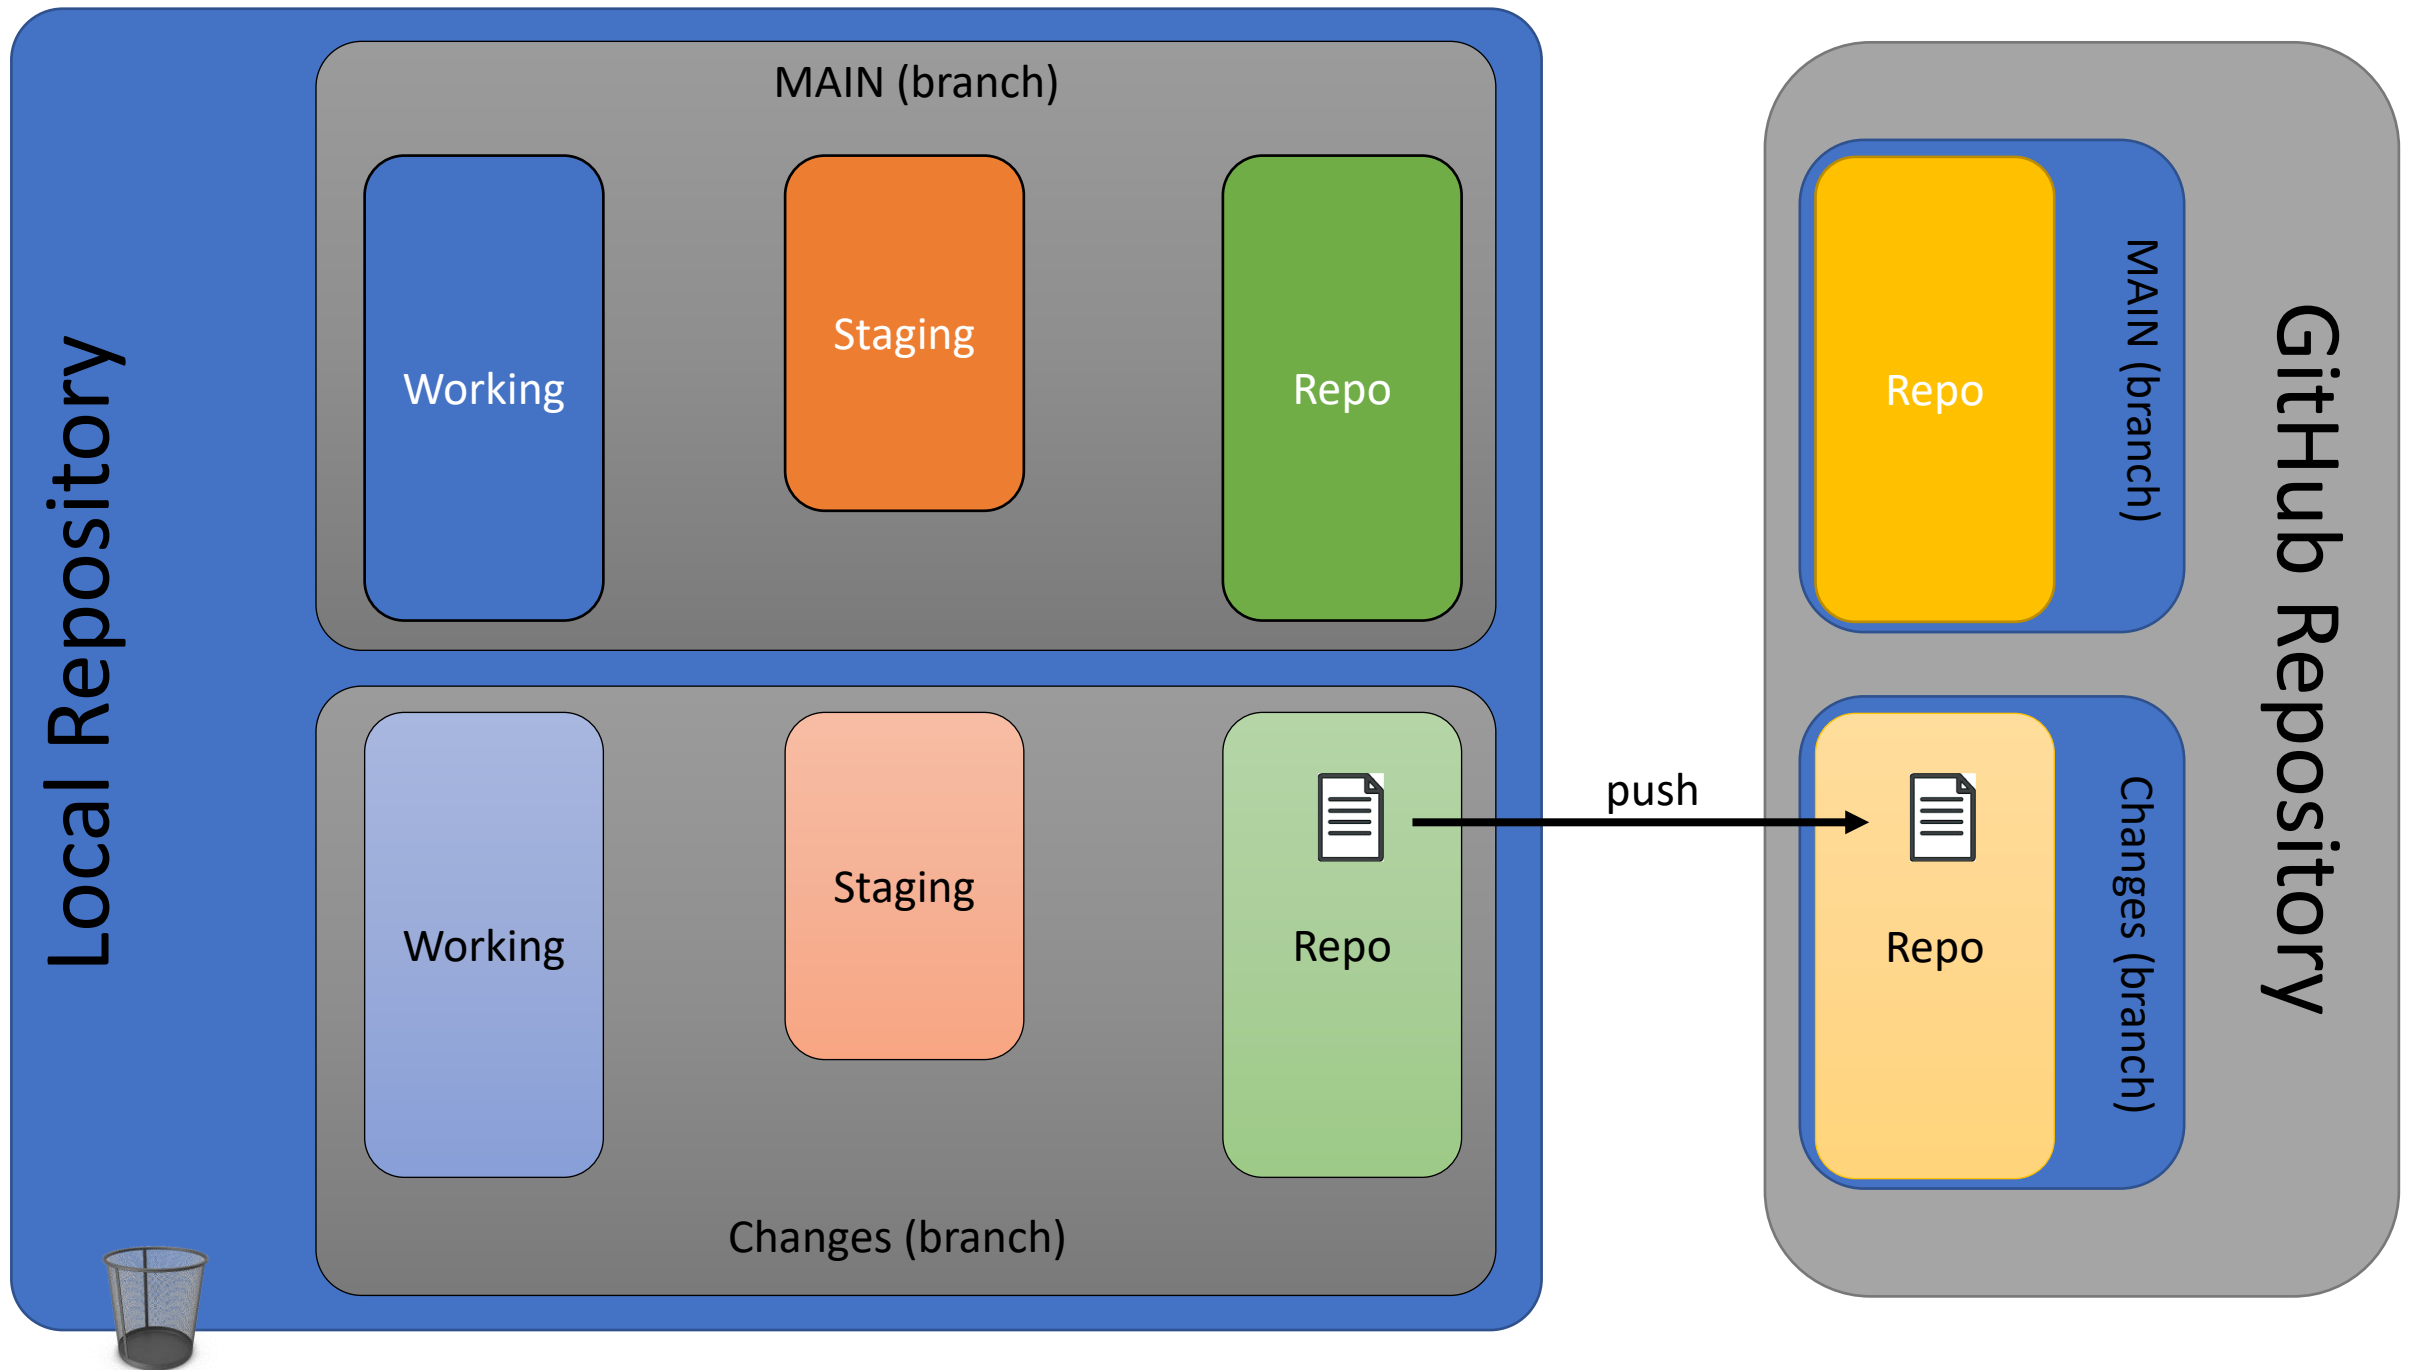 Local Repository
MAIN (branch)
Working
Staging
Repo
Working
Staging
Repo
Changes (branch)
push
Repo
MAIN (branch)
Repo
Changes (branch)
GitHub Repository